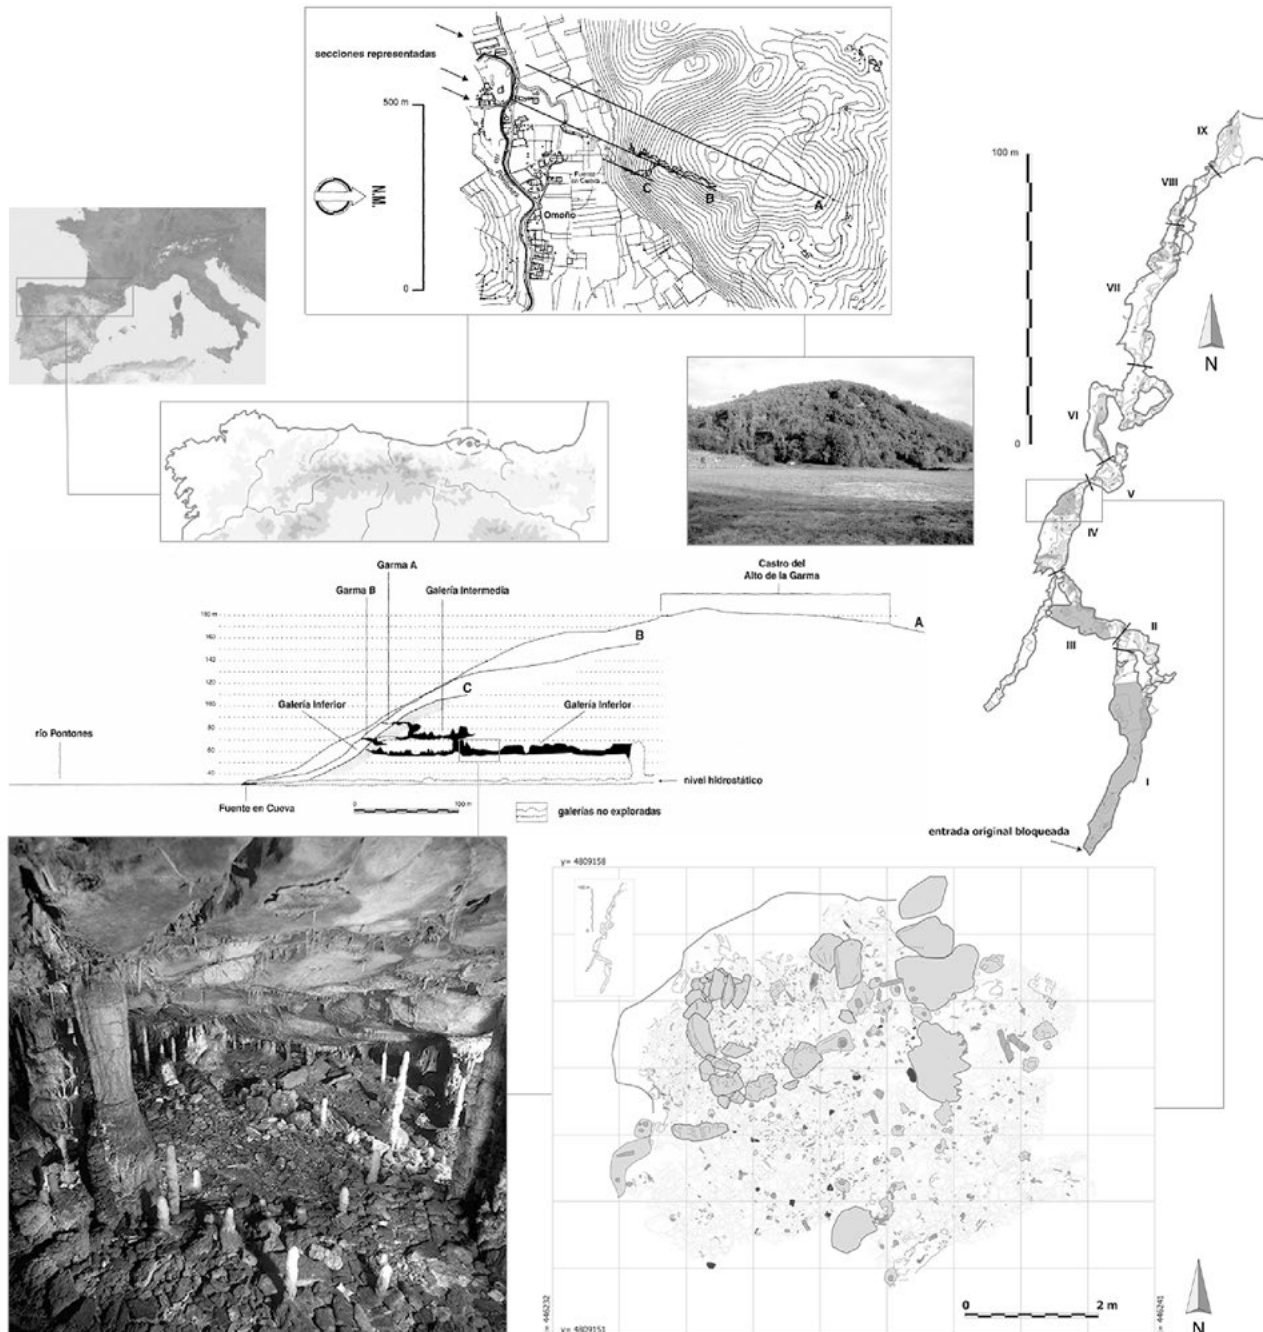 secciones representadas
500 m
0
N.M.
Fuente
en Cueva
Omoño
C
B
A
100 m
0
IX
VIII
VII
VI
V
IV
III
II
I
N
entrada original bloqueada
Castro del
Alto de la Garma
Garma A
Garma B
Galería Intermedia
180 m
160
140
120
100
80
60
40
A
B
C
Galería Inferior
Galería Inferior
río Pontones
nivel hidrostático
Fuente en Cueva
0
100 m
galerías no exploradas
y= 4809158
y= 4809151
= 446232
= 446241
0
2 m
N